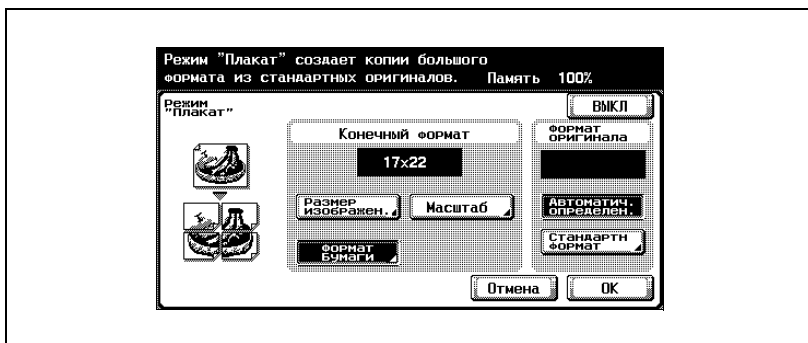 Режим "Плакат" создает копии большого
формата из стандартных оригиналов. Память 100%
Режим
"Плакат"
ВЫКЛ
Конечный формат
17x22
Размер
изображен.
Масштаб
Формат
Бумаги
Формат
оригинала
Автоматич.
определен.
Стандартн
формат
Отмена
OK